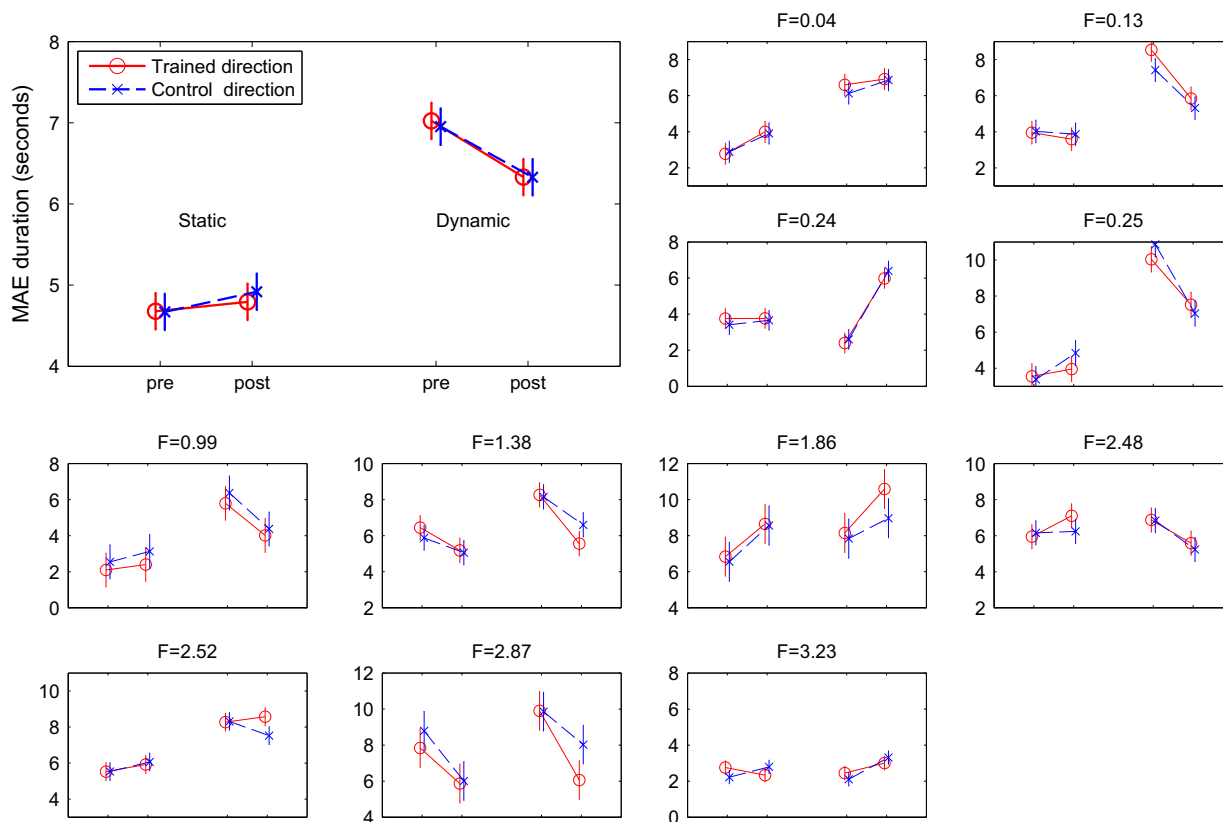 MAE duration (seconds)
8
7
6
5
4
Trained direction
Control  direction
Static
Dynamic
pre
post
pre
post
F=0.04
8
6
4
2
F=0.13
8
6
4
2
F=0.24
8
6
4
2
0
F=0.25
10
8
6
4
F=0.99
8
6
4
2
0
F=1.38
10
8
6
4
2
F=1.86
12
10
8
6
4
F=2.48
10
8
6
4
2
F=2.52
10
8
6
4
F=2.87
12
10
8
6
4
F=3.23
8
6
4
2
0